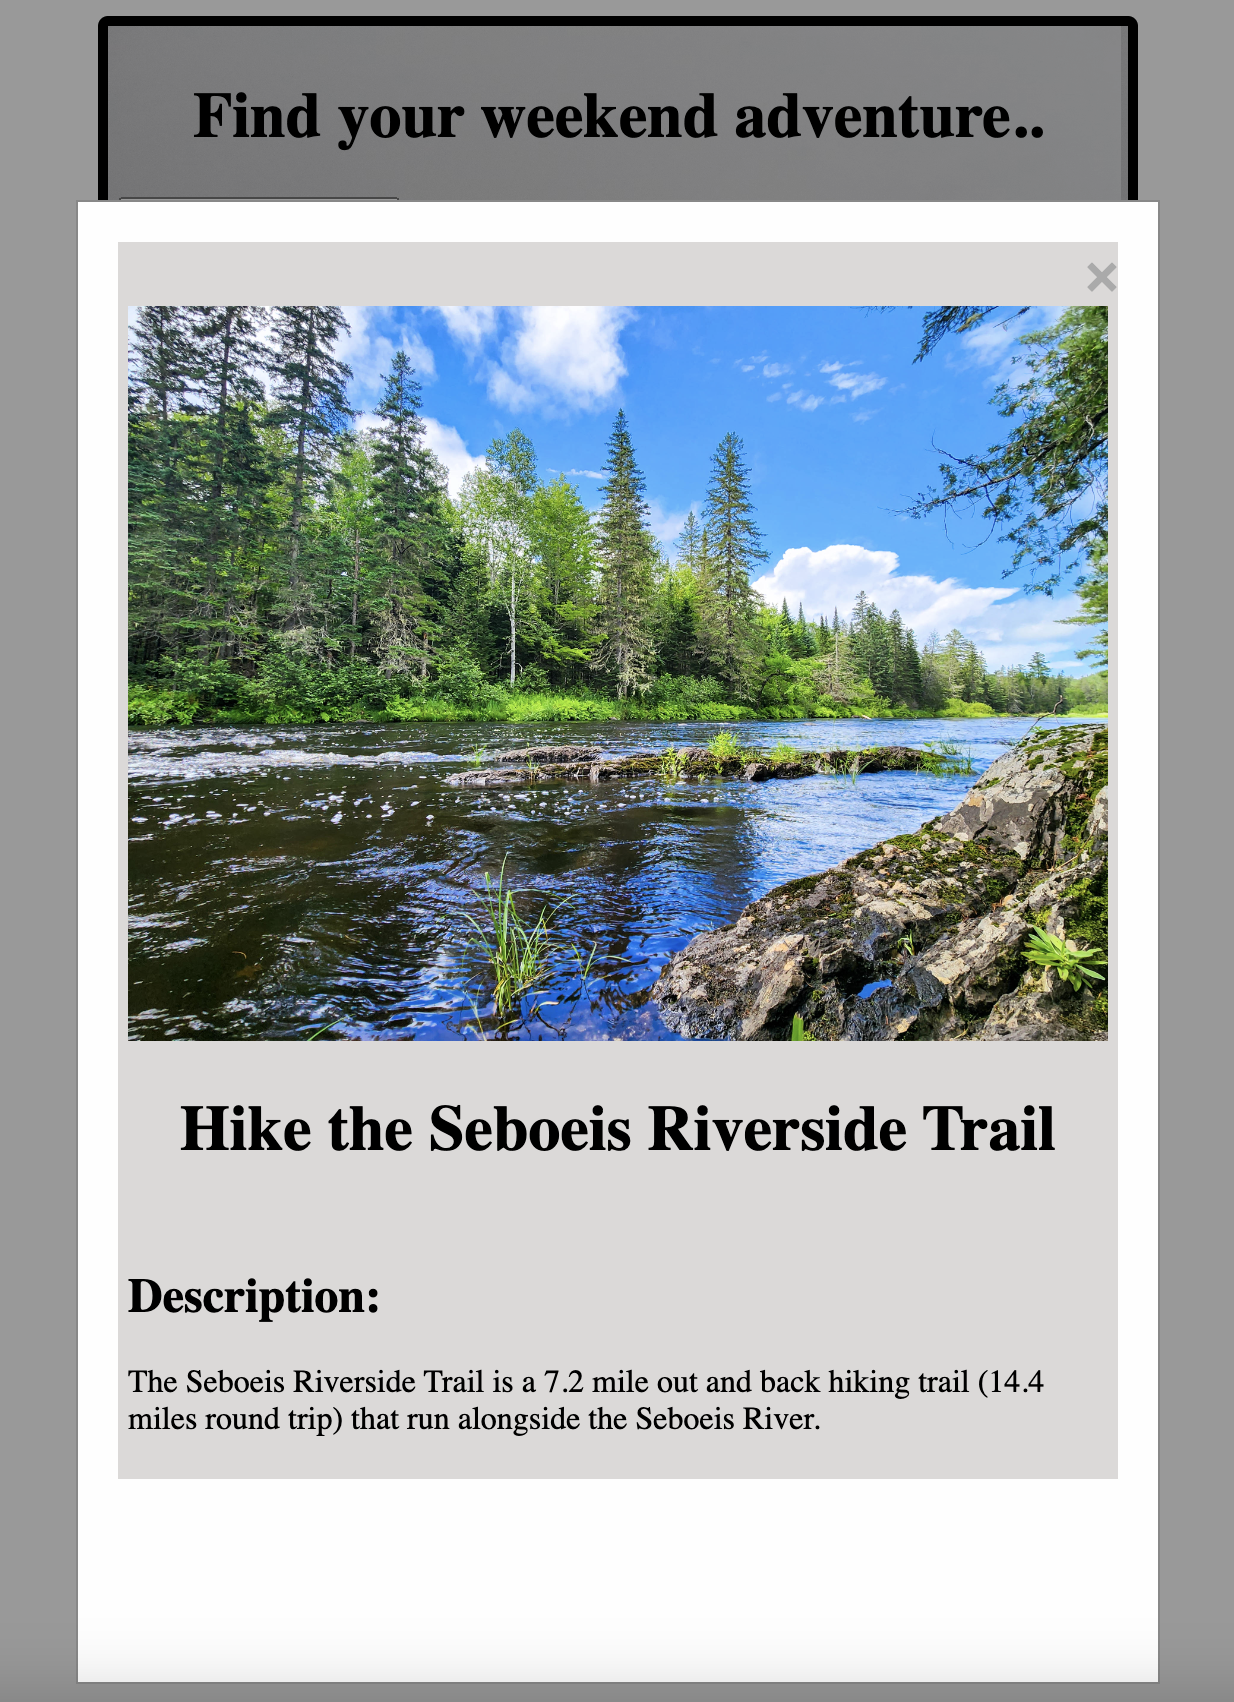 Find your weekend adventure..
×
Hike the Seboeis Riverside Trail
Description:
The Seboeis Riverside Trail is a 7.2 mile out and back hiking trail (14.4
miles round trip) that run alongside the Seboeis River.